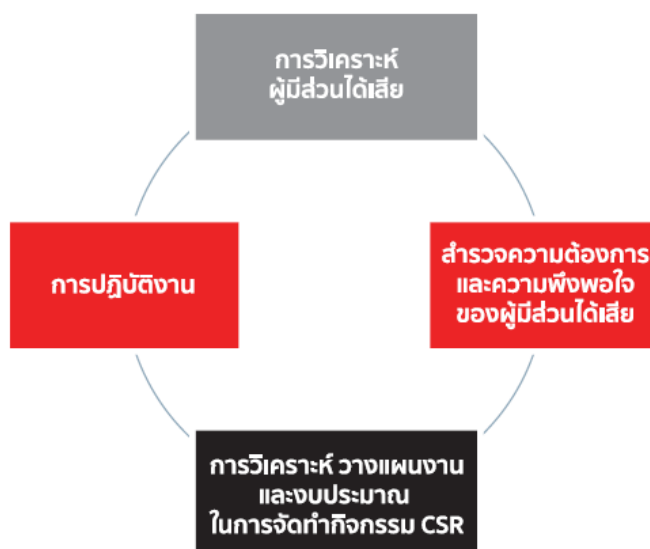 การวิเคราะห์
ผู้มีส่วนได้เสีย
สำรวจความต้องการ
และความพึงพอใจ
ของผู้มีส่วนได้เสีย
การวิเคราะห์ วางแผนงาน
และงบประมาณ
ในการจัดทำกิจกรรม CSR
การปฏิบัติงาน